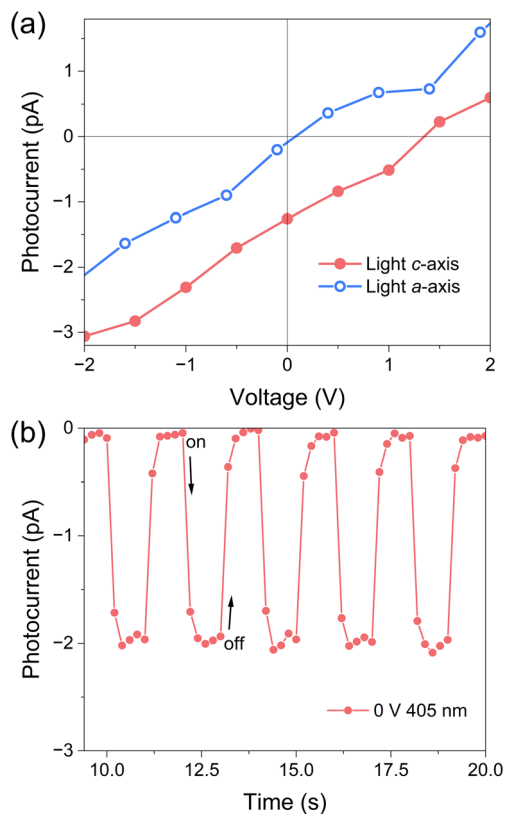 (a)
Photocurrent (pA)
1
0
−1
−2
−3
Light c-axis
Light a-axis
−2
−1
0
1
2
Voltage (V)
(b)
Photocurrent (pA)
0
−1
−2
−3
on
off
0 V 405 nm
10.0
12.5
15.0
17.5
20.0
Time (s)